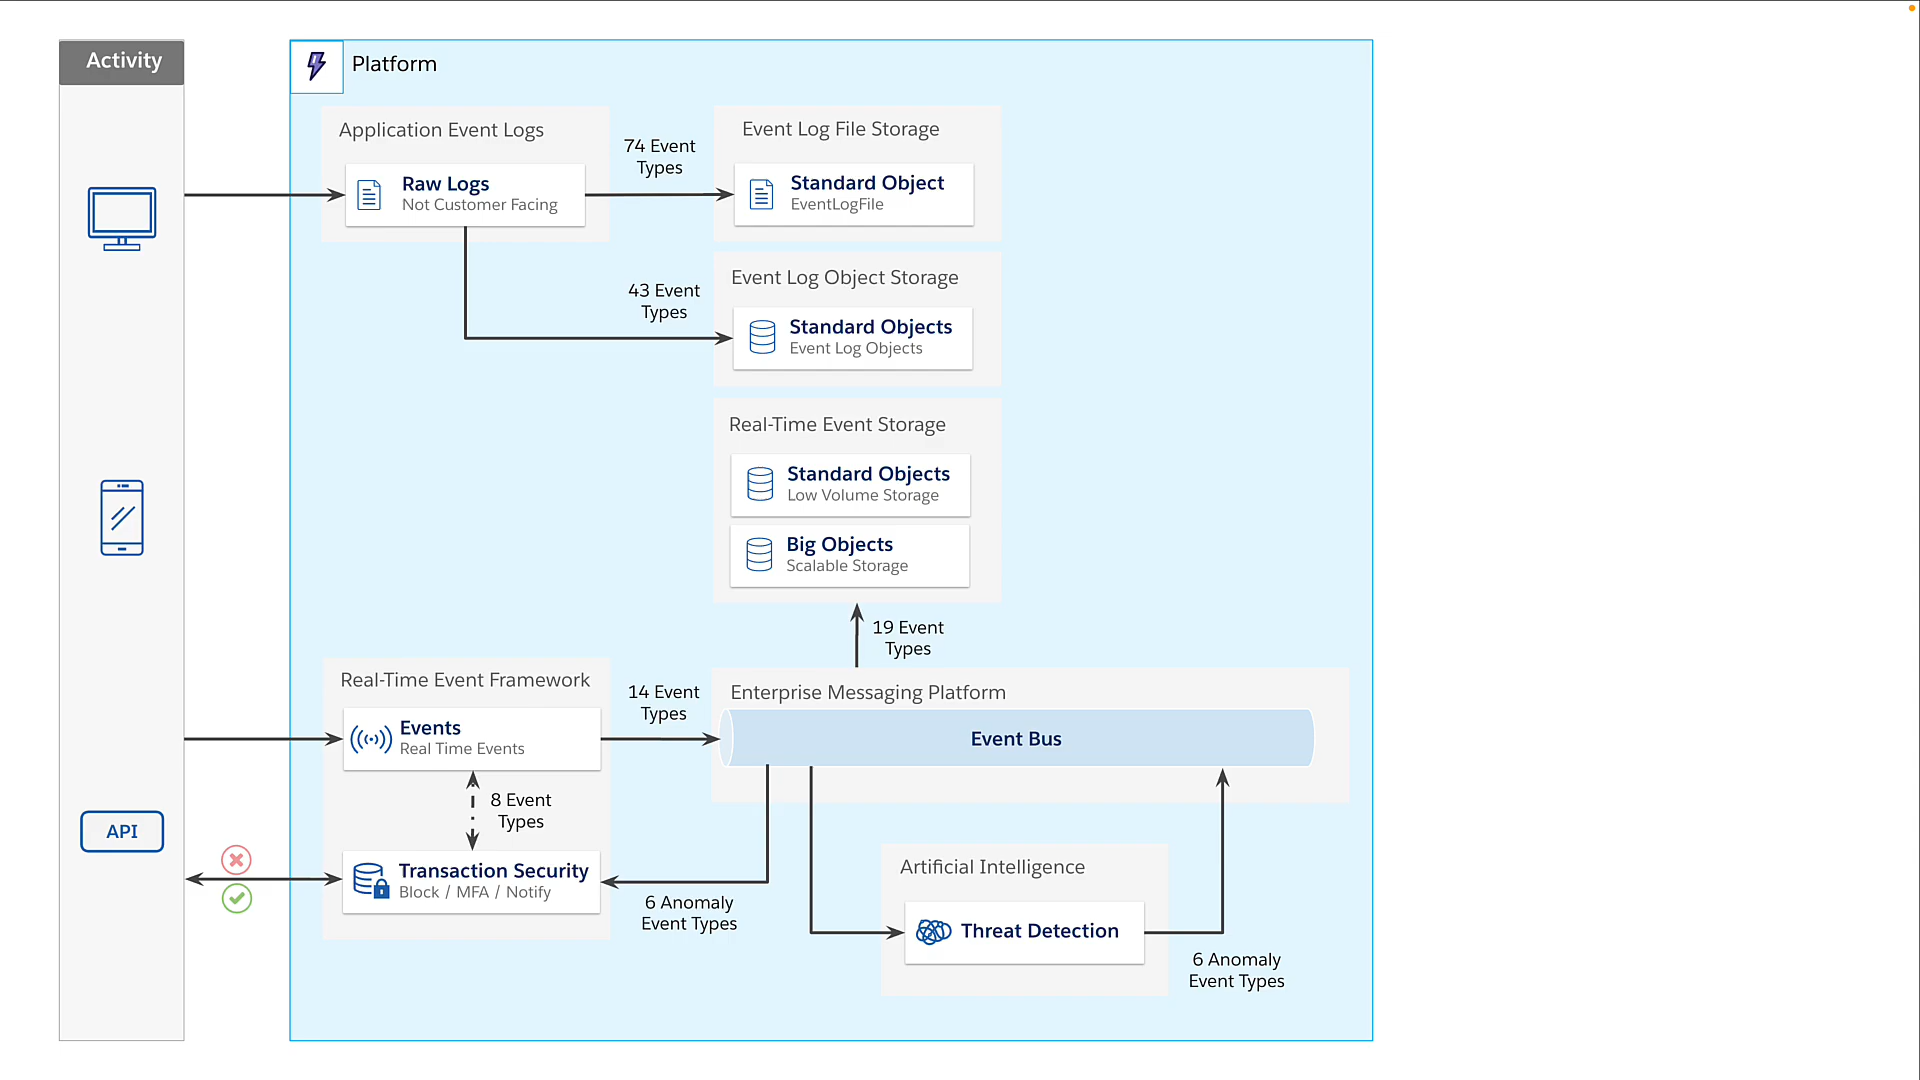 Activity
Platform
Application Event Logs
Raw Logs
Not Customer Facing
74 Event
Types
Event Log File Storage
Standard Object
EventLogFile
43 Event
Types
Event Log Object Storage
Standard Objects
Event Log Objects
Real-Time Event Storage
Standard Objects
Low Volume Storage
Big Objects
Scalable Storage
19 Event
Types
Real-Time Event Framework
Events
Real Time Events
14 Event
Types
Enterprise Messaging Platform
Event Bus
8 Event
Types
API
Transaction Security
Block / MFA / Notify
6 Anomaly
Event Types
Artificial Intelligence
Threat Detection
6 Anomaly
Event Types